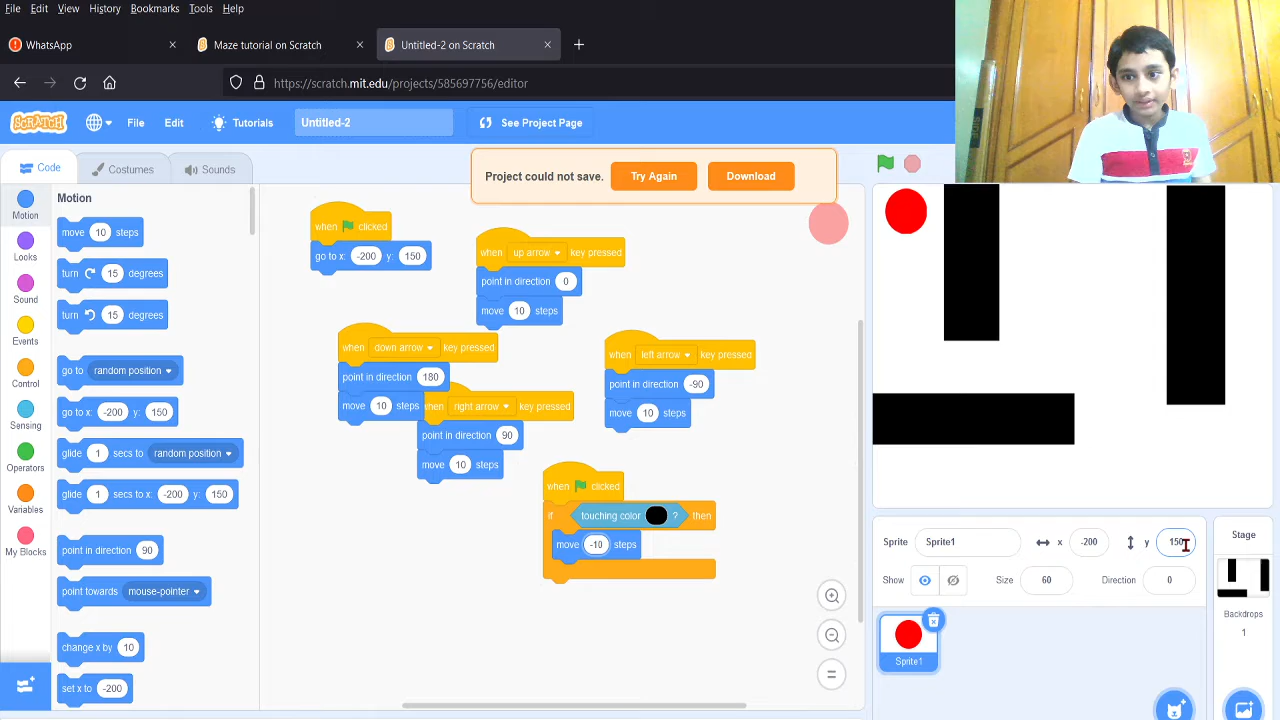 File Edit View History Bookmarks Tools Help
WhatsApp
Maze tutorial on Scratch
Untitled-2 on Scratch
https://scratch.mit.edu/projects/585697756/editor
SCRATCH
File
Edit
Tutorials
Untitled-2
See Project Page
Code
Costumes
Sounds
Project could not save.
Try Again
Download
Motion
Looks
Sound
Events
Control
Sensing
Operators
Variables
My Blocks
Motion
move 10 steps
turn 15 degrees
turn 15 degrees
go to random position
go to x: -200 y: 150
glide 1 secs to random position
glide 1 secs to x: -200 y: 150
point in direction 90
point towards mouse-pointer
change x by 10
set x to -200
when clicked
go to x: -200 y: 150
when up arrow key pressed
point in direction 0
move 10 steps
when down arrow key pressed
point in direction 180
move 10 steps
when right arrow key pressed
point in direction 90
move 10 steps
when left arrow key pressed
point in direction -90
move 10 steps
when clicked
if touching color ? then
move -10 steps
Sprite Sprite1 x -200 y 150
Show Size 60 Direction 0
Sprite1
Stage
Backdrops
1